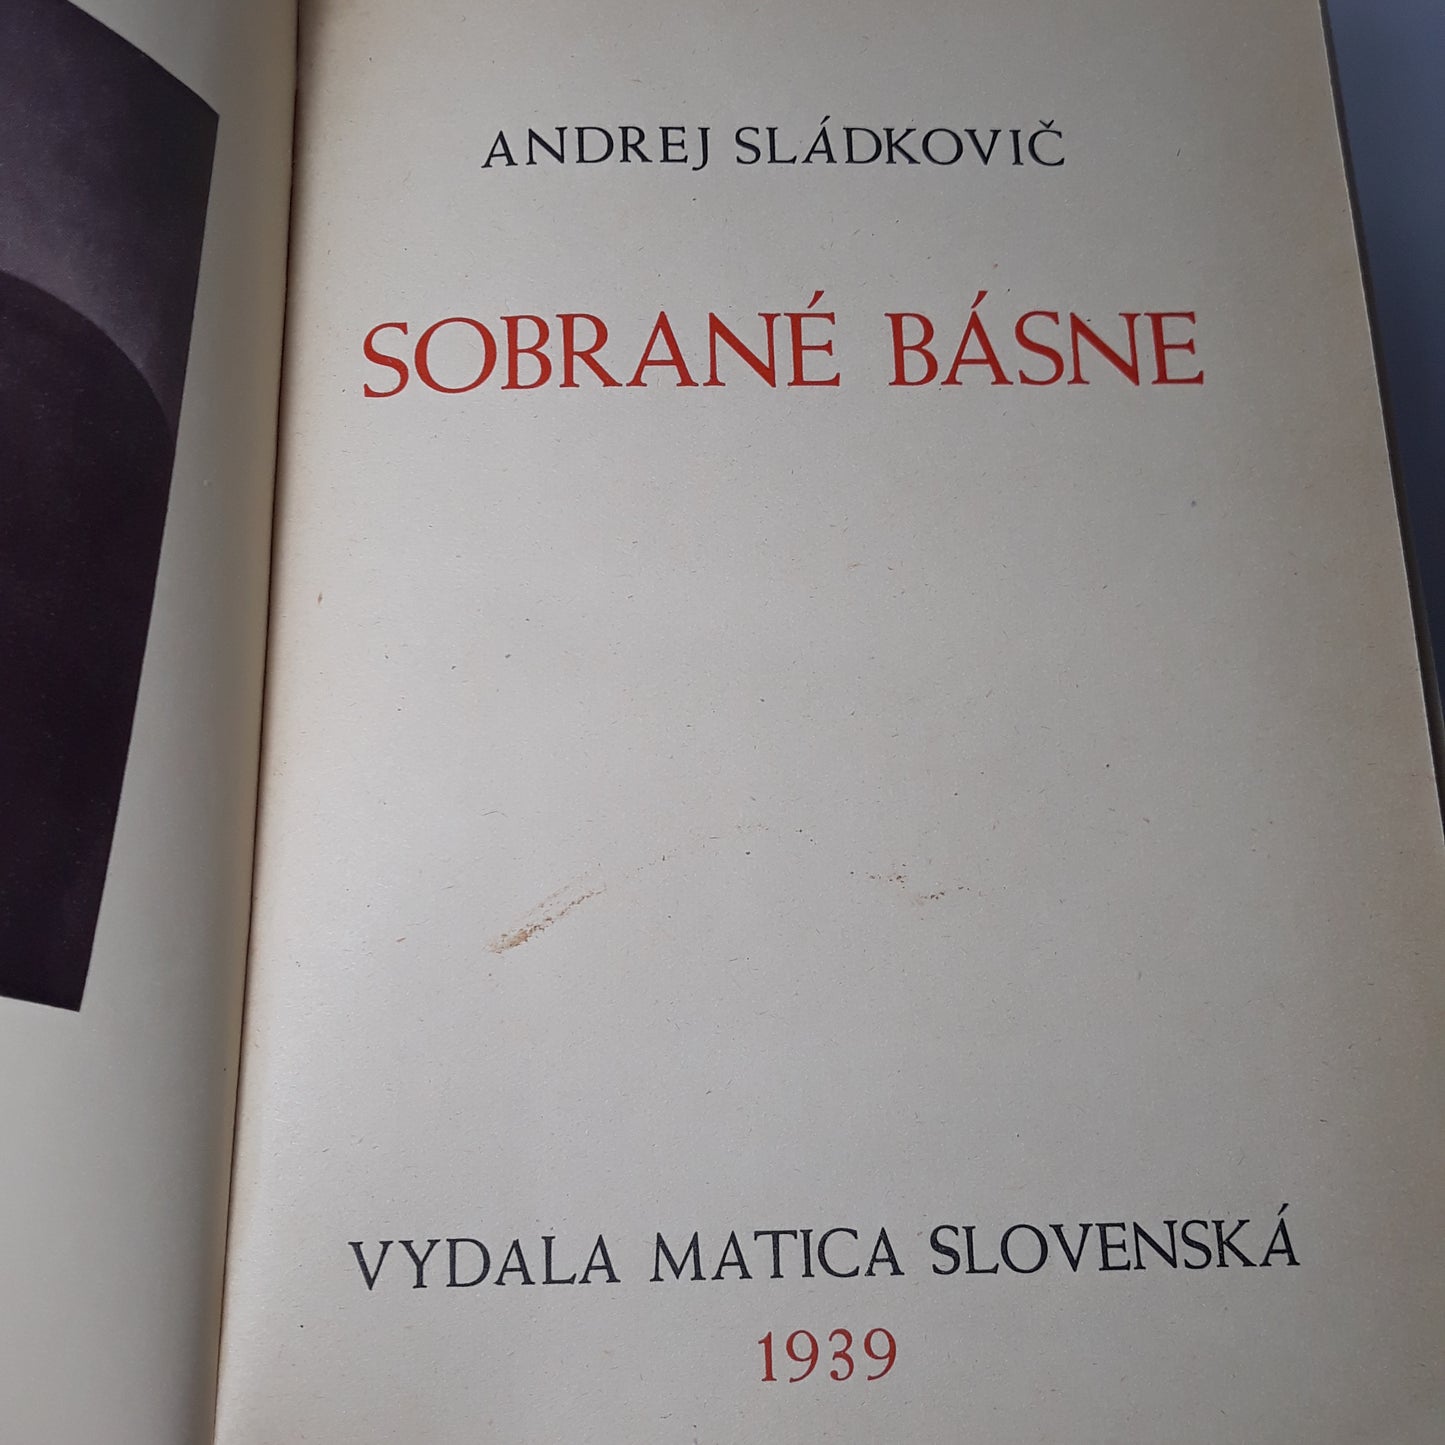 ANDREJ SLÁDKOVIČ
SOBRANÉ BÁSNE
VYDALA MATICA SLOVENSKÁ
1939